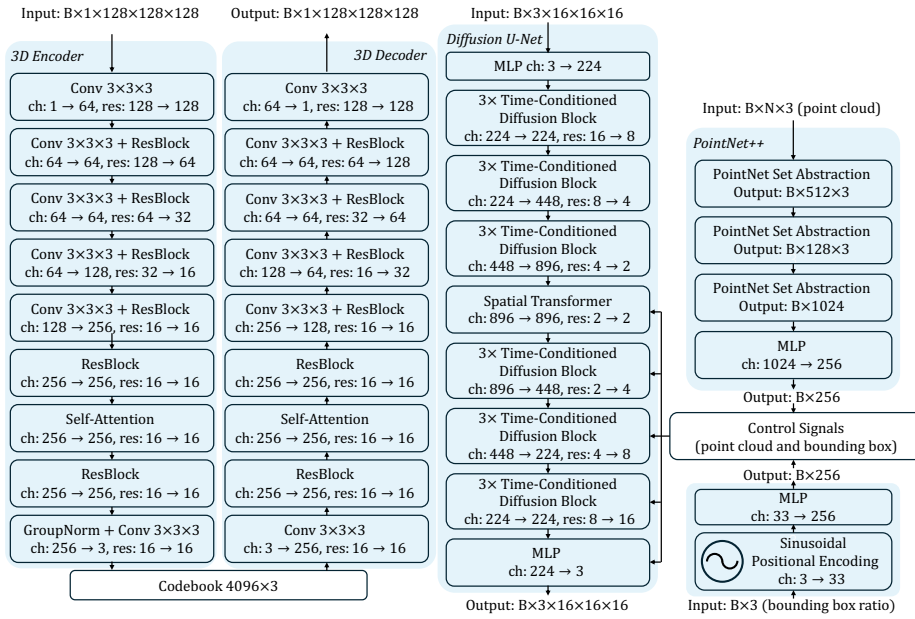 Input: B×1×128×128×128
3D Encoder
Conv 3×3×3
ch: 1 → 64, res: 128 → 128
Conv 3×3×3 + ResBlock
ch: 64 → 64, res: 128 → 64
Conv 3×3×3 + ResBlock
ch: 64 → 64, res: 64 → 32
Conv 3×3×3 + ResBlock
ch: 64 → 128, res: 32 → 16
Conv 3×3×3 + ResBlock
ch: 128 → 256, res: 16 → 16
ResBlock
ch: 256 → 256, res: 16 → 16
Self-Attention
ch: 256 → 256, res: 16 → 16
ResBlock
ch: 256 → 256, res: 16 → 16
GroupNorm + Conv 3×3×3
ch: 256 → 3, res: 16 → 16
Codebook 4096×3
Output: B×1×128×128×128
3D Decoder
Conv 3×3×3
ch: 64 → 1, res: 128 → 128
Conv 3×3×3 + ResBlock
ch: 64 → 64, res: 64 → 128
Conv 3×3×3 + ResBlock
ch: 64 → 64, res: 32 → 64
Conv 3×3×3 + ResBlock
ch: 128 → 64, res: 16 → 32
Conv 3×3×3 + ResBlock
ch: 256 → 128, res: 16 → 16
ResBlock
ch: 256 → 256, res: 16 → 16
Self-Attention
ch: 256 → 256, res: 16 → 16
ResBlock
ch: 256 → 256, res: 16 → 16
Conv 3×3×3
ch: 3 → 256, res: 16 → 16
Input: B×3×16×16×16
Diffusion U-Net
MLP ch: 3 → 224
3× Time-Conditioned
Diffusion Block
ch: 224 → 224, res: 16 → 8
3× Time-Conditioned
Diffusion Block
ch: 224 → 448, res: 8 → 4
3× Time-Conditioned
Diffusion Block
ch: 448 → 896, res: 4 → 2
Spatial Transformer
ch: 896 → 896, res: 2 → 2
3× Time-Conditioned
Diffusion Block
ch: 896 → 448, res: 2 → 4
3× Time-Conditioned
Diffusion Block
ch: 448 → 224, res: 4 → 8
3× Time-Conditioned
Diffusion Block
ch: 224 → 224, res: 8 → 16
MLP
ch: 224 → 3
Output: B×3×16×16×16
Input: B×N×3 (point cloud)
PointNet++
PointNet Set Abstraction
Output: B×512×3
PointNet Set Abstraction
Output: B×128×3
PointNet Set Abstraction
Output: B×1024
MLP
ch: 1024 → 256
Output: B×256
Control Signals
(point cloud and bounding box)
Output: B×256
MLP
ch: 33 → 256
Sinusoidal
Positional Encoding
ch: 3 → 33
Input: B×3 (bounding box ratio)